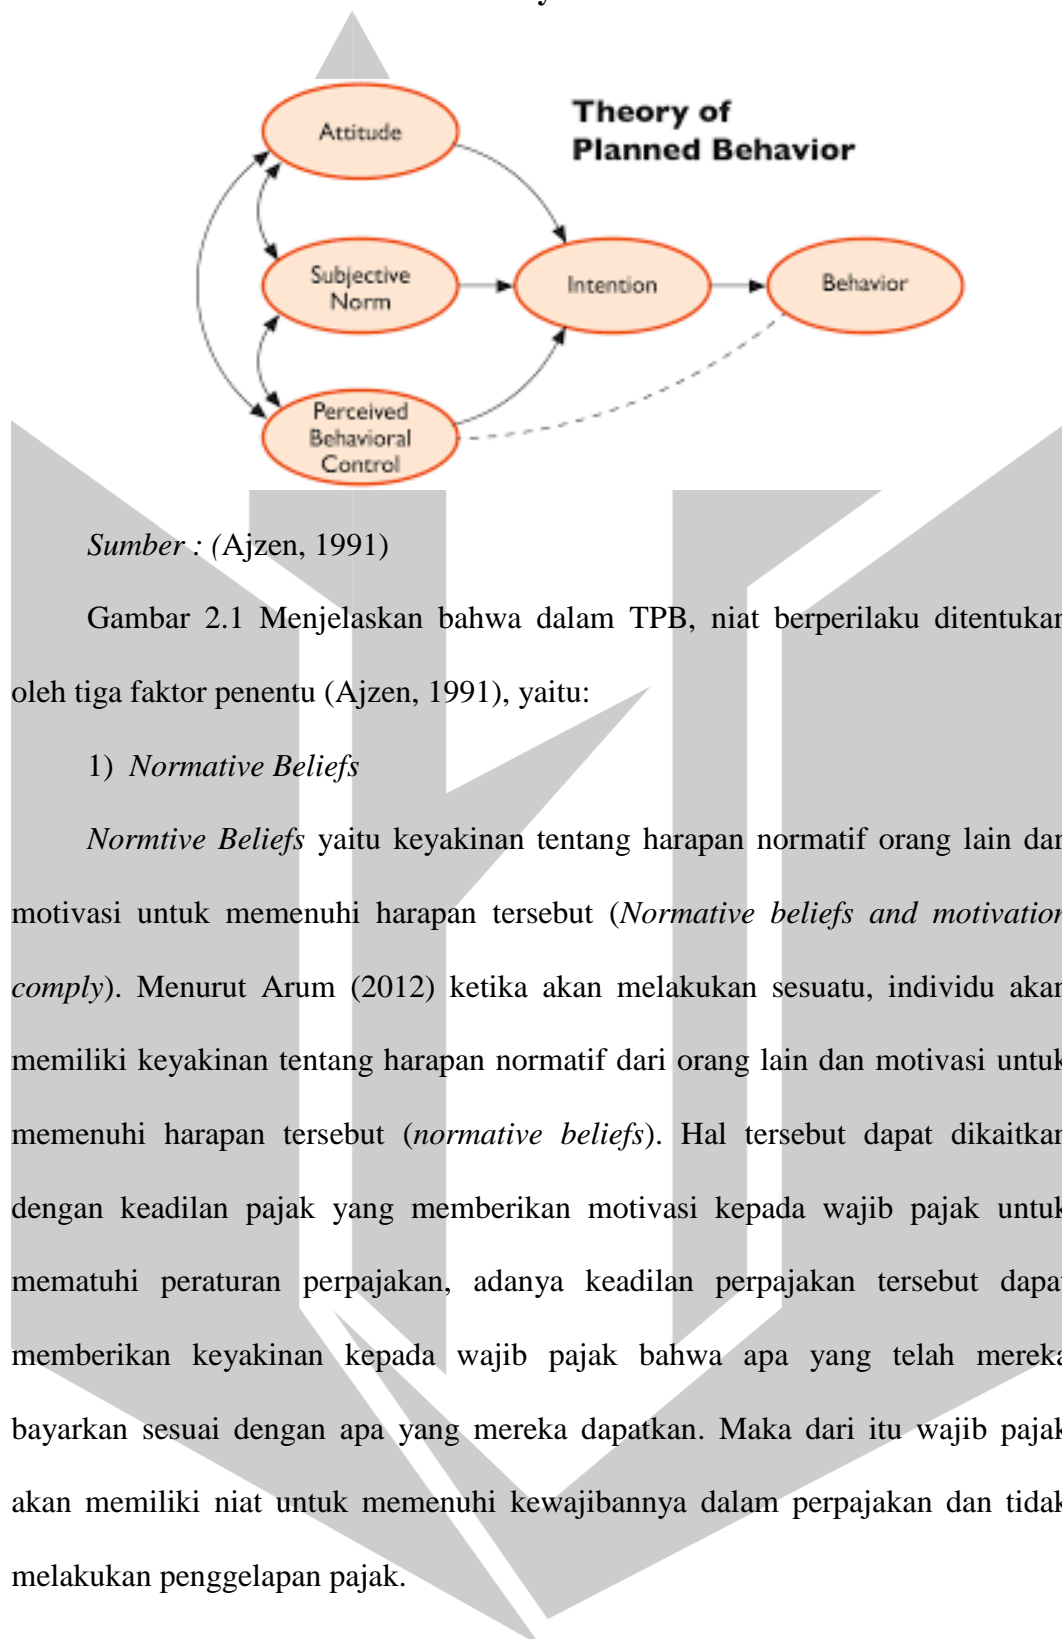 Theory of
Planned Behavior
Attitude
Subjective
Norm
Intention
Behavior
Perceived
Behavioral
Control
Sumber : (Ajzen, 1991)
Gambar 2.1 Menjelaskan bahwa dalam TPB, niat berperilaku ditentukan
oleh tiga faktor penentu (Ajzen, 1991), yaitu:
1) Normative Beliefs
Normtive Beliefs yaitu keyakinan tentang harapan normatif orang lain dan
motivasi untuk memenuhi harapan tersebut (Normative beliefs and motivation
comply). Menurut Arum (2012) ketika akan melakukan sesuatu, individu akan
memiliki keyakinan tentang harapan normatif dari orang lain dan motivasi untuk
memenuhi harapan tersebut (normative beliefs). Hal tersebut dapat dikaitkan
dengan keadilan pajak yang memberikan motivasi kepada wajib pajak untuk
mematuhi peraturan perpajakan, adanya keadilan perpajakan tersebut dapat
memberikan keyakinan kepada wajib pajak bahwa apa yang telah mereka
bayarkan sesuai dengan apa yang mereka dapatkan. Maka dari itu wajib pajak
akan memiliki niat untuk memenuhi kewajibannya dalam perpajakan dan tidak
melakukan penggelapan pajak.